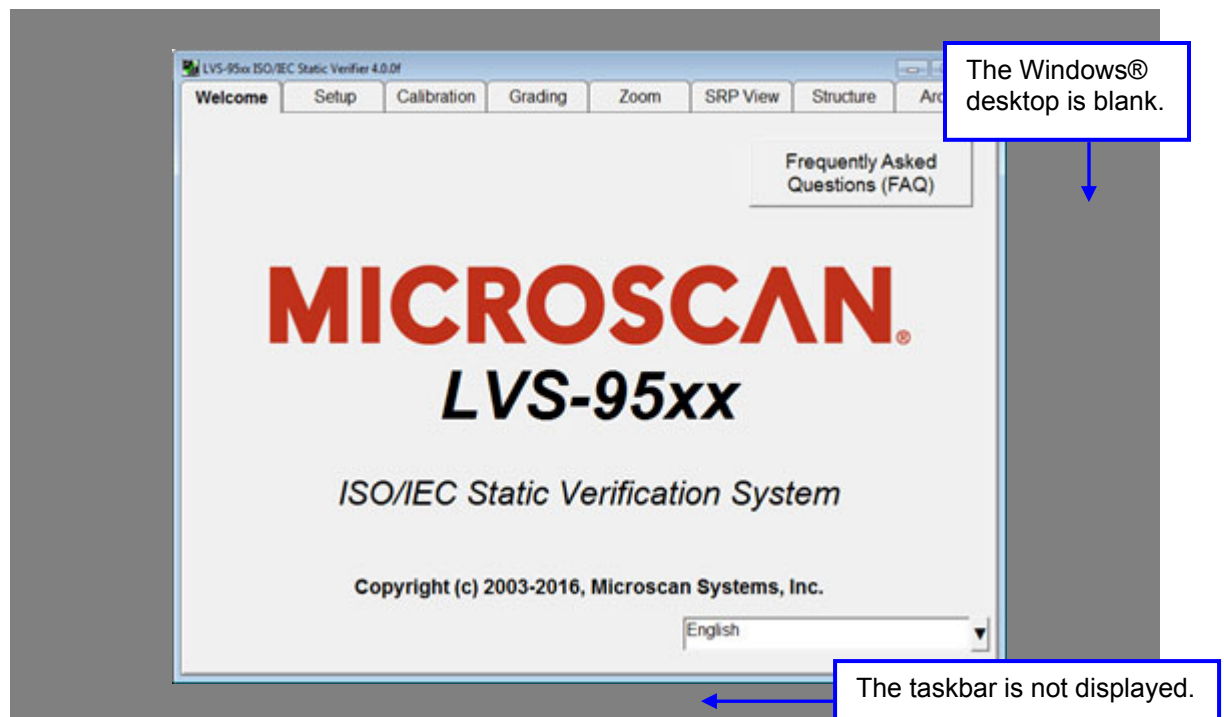 LVS-95xx ISO/IEC Static Verifier 4.0.0f
Welcome Setup Calibration Grading Zoom SRP View Structure
The Windows®
desktop is blank.
Frequently Asked
Questions (FAQ)
MICROSCAN®
LVS-95xx
ISO/IEC Static Verification System
Copyright (c) 2003-2016, Microscan Systems, Inc.
English
The taskbar is not displayed.